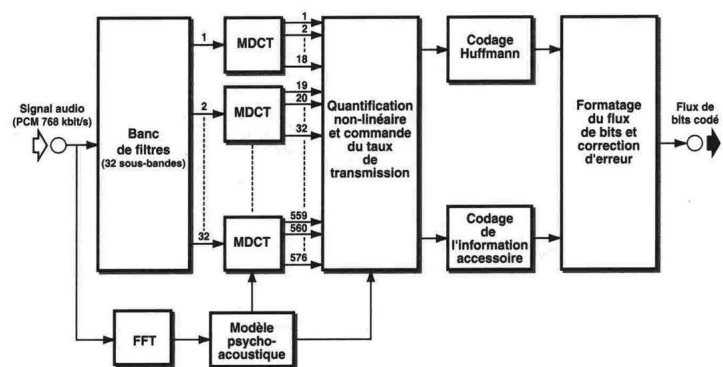 Signal audio
(PCM 768 kbit/s)
Banc
de filtres
(32 sous-bandes)
1
2
32
MDCT
MDCT
MDCT
1
2
18
19
20
32
559
560
576
Quantification
non-linéaire
et commande
du taux
de
transmission
Codage
Huffmann
Codage
de
l'information
accessoire
Formatage
du flux
de bits et
correction
d'erreur
Flux de
bits codé
FFT
Modèle
psycho-
acoustique